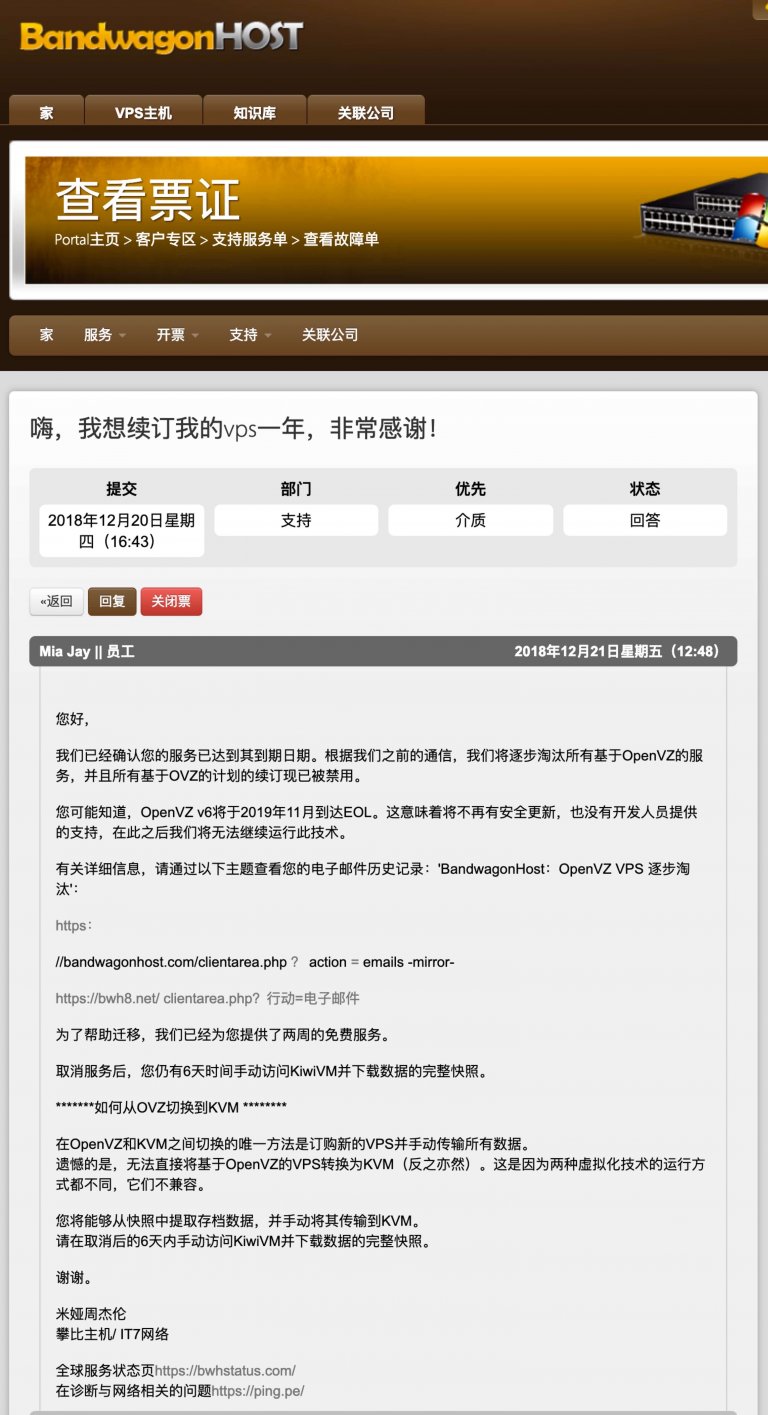 BandwagonHOST
家 VPS主机 知识库 关联公司
查看票证
Portal主页 > 客户专区 > 支持服务单 > 查看故障单
家 服务 开票 支持 关联公司
嗨，我想续订我的vps一年，非常感谢！
提交 部门 优先 状态
2018年12月20日星期 支持 介质 回答
四（16:43）
«返回 回复 关闭票
Mia Jay || 员工 2018年12月21日星期五（12:48）
您好，
我们已经确认您的服务已达到其到期日期。根据我们之前的通信，我们将逐步淘汰所有基于OpenVZ的服
务，并且所有基于OVZ的计划的续订现已被禁用。
您可能知道，OpenVZ v6将于2019年11月到达EOL。这意味着将不再有安全更新，也没有开发人员提供
的支持，在此之后我们将无法继续运行此技术。
有关详细信息，请通过以下主题查看您的电子邮件历史记录：'BandwagonHost：OpenVZ VPS 逐步淘
汰'：
https：
//bandwagonhost.com/clientarea.php ？ action = emails -mirror-
https://bwh8.net/ clientarea.php？行动=电子邮件
为了帮助迁移，我们已经为您提供了两周的免费服务。
取消服务后，您仍有6天时间手动访问KiwiVM并下载数据的完整快照。
*******如何从OVZ切换到KVM ********
在OpenVZ和KVM之间切换的唯一方法是订购新的VPS并手动传输所有数据。
遗憾的是，无法直接将基于OpenVZ的VPS转换为KVM（反之亦然）。这是因为两种虚拟化技术的运行方
式都不同，它们不兼容。
您将能够从快照中提取存档数据，并手动将其传输到KVM。
请在取消后的6天内手动访问KiwiVM并下载数据的完整快照。
谢谢。
米娅周杰伦
攀比主机/ IT7网络
全球服务状态页https://bwhstatus.com/
在诊断与网络相关的问题https://ping.pe/